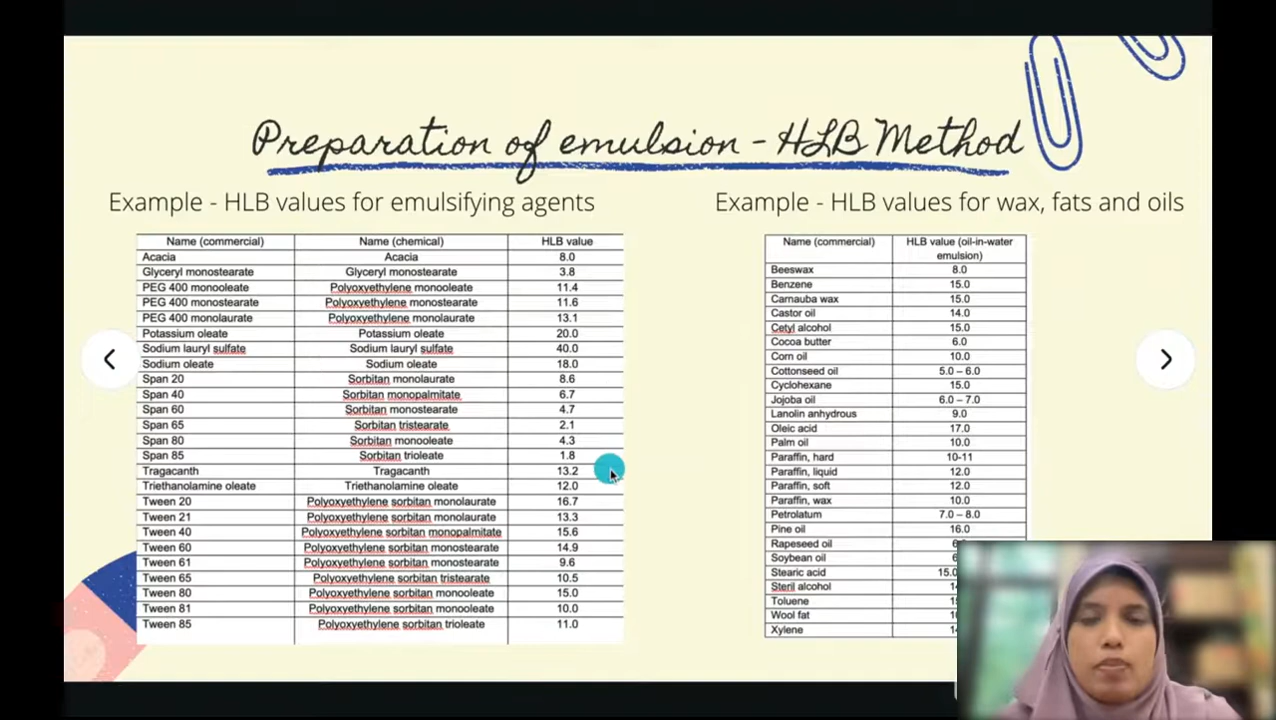 Preparation of emulsion - HLB Method
Example - HLB values for emulsifying agents
Name (commercial) Name (chemical) HLB value
Acacia Acacia 8.0
Glyceryl monostearate Glyceryl monostearate 3.8
PEG 400 monooleate Polyoxyethylene monooleate 11.4
PEG 400 monostearate Polyoxyethylene monostearate 11.6
PEG 400 monolaurate Polyoxyethylene monolaurate 13.1
Potassium oleate Potassium oleate 20.0
Sodium lauryl sulfate Sodium lauryl sulfate 40.0
Sodium oleate Sodium oleate 18.0
Span 20 Sorbitan monolaurate 8.6
Span 40 Sorbitan monopalmitate 6.7
Span 60 Sorbitan monostearate 4.7
Span 65 Sorbitan tristearate 2.1
Span 80 Sorbitan monooleate 4.3
Span 85 Sorbitan trioleate 1.8
Tragacanth Tragacanth 13.2
Triethanolamine oleate Triethanolamine oleate 12.0
Tween 20 Polyoxyethylene sorbitan monolaurate 16.7
Tween 21 Polyoxyethylene sorbitan monolaurate 13.3
Tween 40 Polyoxyethylene sorbitan monopalmitate 15.6
Tween 60 Polyoxyethylene sorbitan monostearate 14.9
Tween 61 Polyoxyethylene sorbitan monostearate 9.6
Tween 65 Polyoxyethylene sorbitan tristearate 10.5
Tween 80 Polyoxyethylene sorbitan monooleate 15.0
Tween 81 Polyoxyethylene sorbitan monooleate 10.0
Tween 85 Polyoxyethylene sorbitan trioleate 11.0
Example - HLB values for wax, fats and oils
Name (commercial) HLB value (oil-in-water
emulsion)
Beeswax 8.0
Benzene 15.0
Carnauba wax 15.0
Castor oil 14.0
Cetyl alcohol 15.0
Cocoa butter 6.0
Corn oil 10.0
Cottonseed oil 5.0 – 6.0
Cyclohexane 15.0
Jojoba oil 6.0 – 7.0
Lanolin anhydrous 9.0
Oleic acid 17.0
Palm oil 10.0
Paraffin, hard 10-11
Paraffin, liquid 12.0
Paraffin, soft 12.0
Paraffin, wax 10.0
Petrolatum 7.0 – 8.0
Pine oil 16.0
Rapeseed oil
Soybean oil
Stearic acid
Steril alcohol
Toluene
Wool fat
Xylene